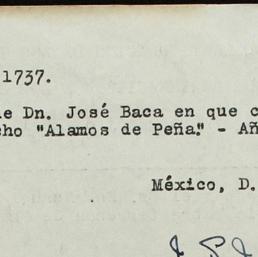 1737.
e Dn. José Baca en que c
cho "Alamos de Peña." - Añ
México, D.